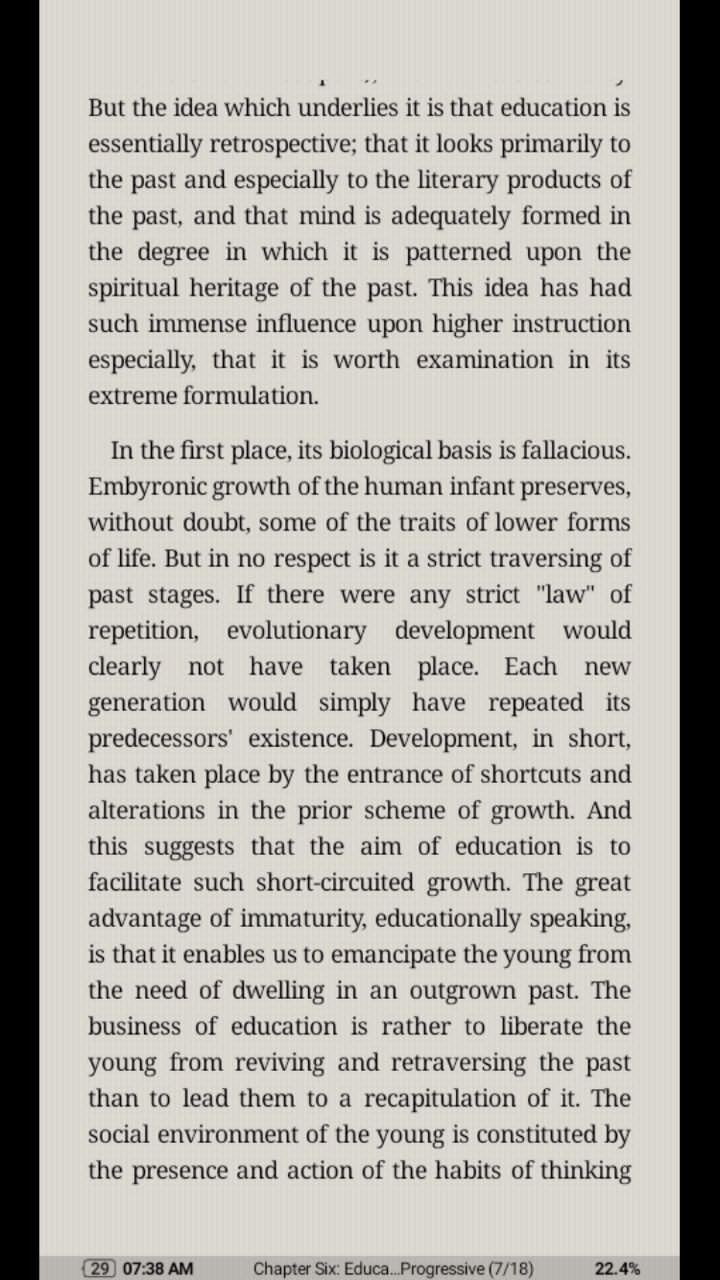 But the idea which underlies it is that education is
essentially retrospective; that it looks primarily to
the past and especially to the literary products of
the past, and that mind is adequately formed in
the degree in which it is patterned upon the
spiritual heritage of the past. This idea has had
such immense influence upon higher instruction
especially, that it is worth examination in its
extreme formulation.
In the first place, its biological basis is fallacious.
Embyronic growth of the human infant preserves,
without doubt, some of the traits of lower forms
of life. But in no respect is it a strict traversing of
past stages. If there were any strict "law" of
repetition, evolutionary development would
clearly not have taken place. Each new
generation would simply have repeated its
predecessors' existence. Development, in short,
has taken place by the entrance of shortcuts and
alterations in the prior scheme of growth. And
this suggests that the aim of education is to
facilitate such short-circuited growth. The great
advantage of immaturity, educationally speaking,
is that it enables us to emancipate the young from
the need of dwelling in an outgrown past. The
business of education is rather to liberate the
young from reviving and retraversing the past
than to lead them to a recapitulation of it. The
social environment of the young is constituted by
the presence and action of the habits of thinking
29 07:38 AM Chapter Six: Educa...Progressive (7/18) 22.4%